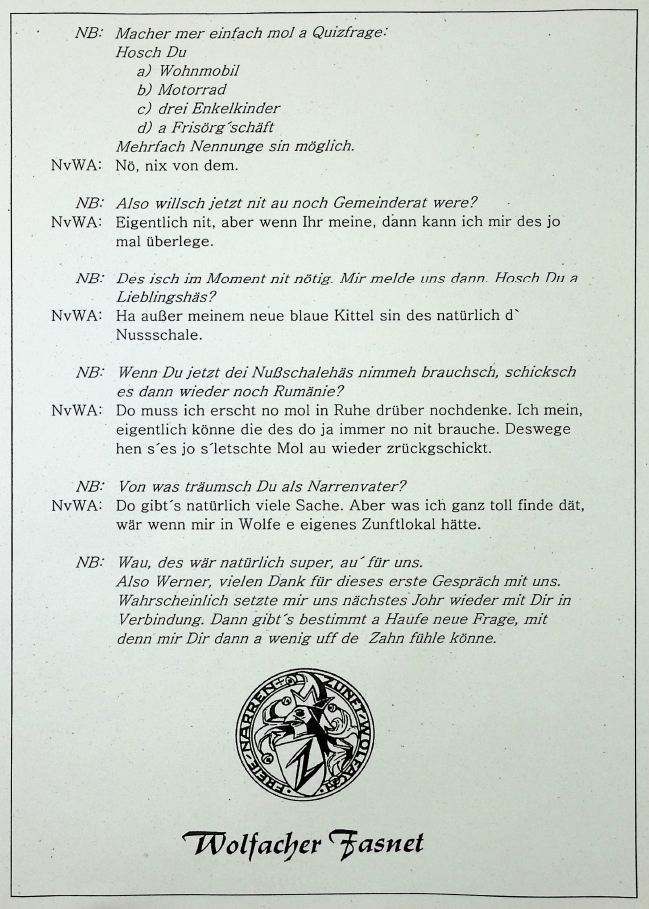 NB: Macher mer einfach mol a Quizfrage:
Hosch Du
a) Wohnmobil
b) Motorrad
c) drei Enkelkinder
d) a Frisörg´schäft
Mehrfach Nennunge sin möglich.
NvWA: Nö, nix von dem.
NB: Also willsch jetzt nit au noch Gemeinderat were?
NvWA: Eigentlich nit, aber wenn Ihr meine, dann kann ich mir des jo
mal überlege.
NB: Des isch im Moment nit nötig. Mir melde uns dann. Hosch Du a
Lieblingshäs?
NvWA: Ha außer meinem neue blaue Kittel sin des natürlich d`
Nussschale.
NB: Wenn Du jetzt dei Nußschalehäs nimmeh brauchsch, schicksch
es dann wieder noch Rumänie?
NvWA: Do muss ich erscht no mol in Ruhe drüber nochdenke. Ich mein,
eigentlich könne die des do ja immer no nit brauche. Deswege
hen s´es jo s´letschte Mol au wieder zrückgschickt.
NB: Von was träumsch Du als Narrenvater?
NvWA: Do gibt´s natürlich viele Sache. Aber was ich ganz toll finde dät,
wär wenn mir in Wolfe e eigenes Zunftlokal hätte.
NB: Wau, des wär natürlich super, au´ für uns.
Also Werner, vielen Dank für dieses erste Gespräch mit uns.
Wahrscheinlich setzte mir uns nächstes Johr wieder mit Dir in
Verbindung. Dann gibt´s bestimmt a Haufe neue Frage, mit
denn mir Dir dann a wenig uff de Zahn fühle könne.
FREIE NARREN ZUNFT WOLFACH
Wolfacher Fasnet